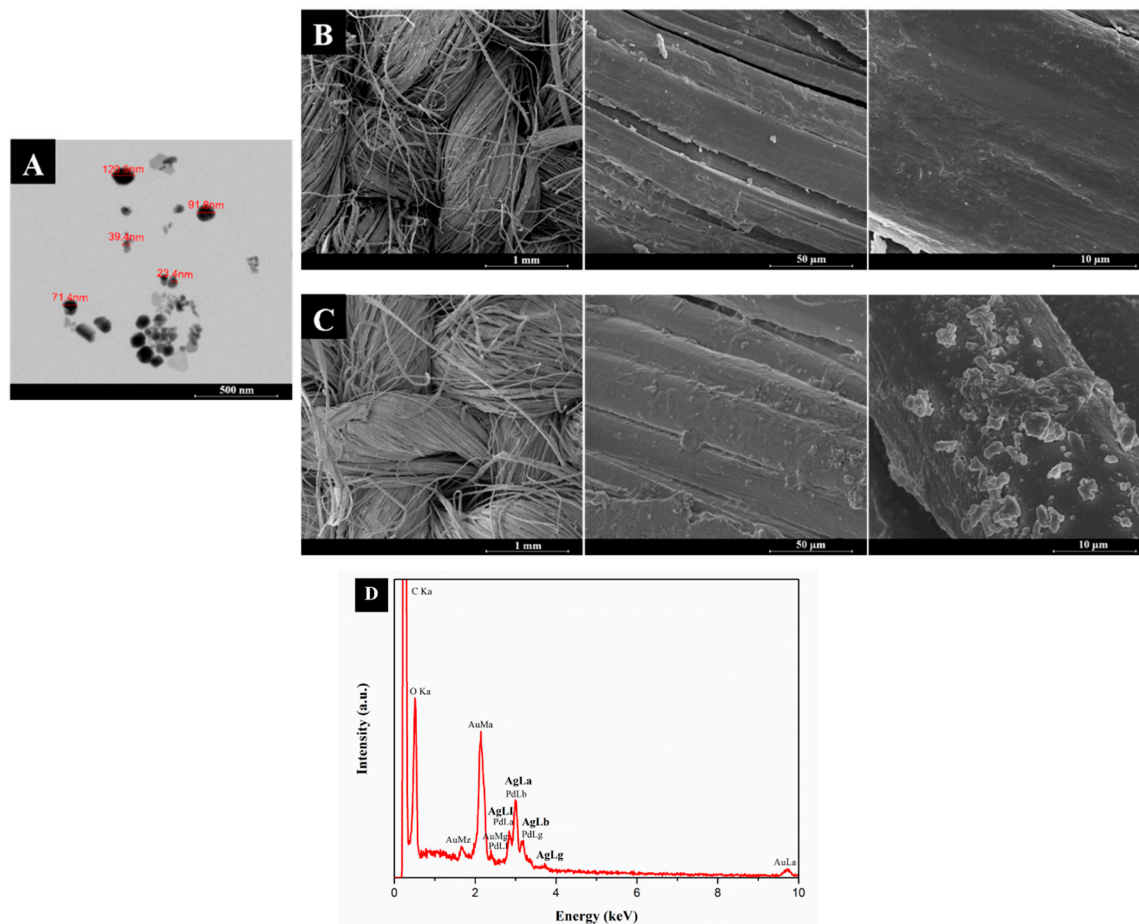 A
120.8nm
91.8nm
39.4nm
23.4nm
71.4nm
500 nm
B
1 mm
50 µm
10 µm
C
1 mm
50 µm
10 µm
D
C Ka
O Ka
AuMa
AgLa
PdLb
AgLl
PdLa
AgLb
PdLg
AuMz
AuMg
PdLl
AgLg
AuLa
Intensity (a.u.)
0 2 4 6 8 10
Energy (keV)